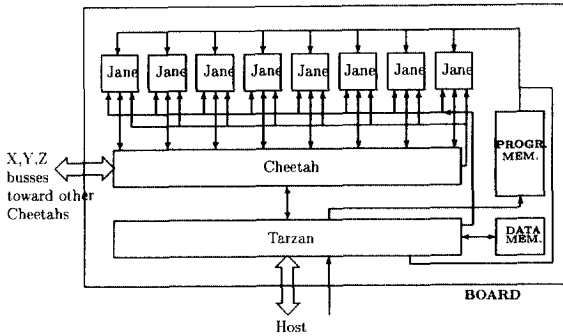 Jane Jane Jane Jane Jane Jane Jane Jane
X,Y,Z
busses
toward other
Cheetahs
Cheetah
PROGR.
MEM.
Tarzan
DATA
MEM.
BOARD
Host